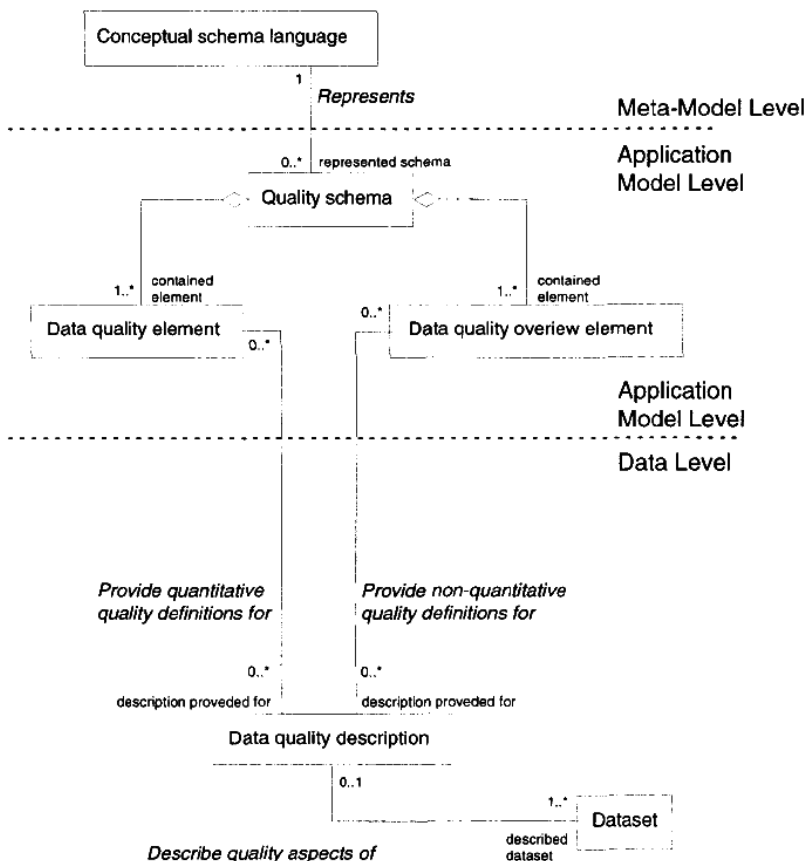 Conceptual schema language
1
Represents
Meta-Model Level
Application
Model Level
0..* represented schema
Quality schema
1..* contained
element
1..* contained
element
Data quality element
0..*
0..*
Data quality overiew element
Application
Model Level
Data Level
Provide quantitative
quality definitions for
Provide non-quantitative
quality definitions for
0..*
0..*
description proveded for
description proveded for
Data quality description
0..1
1..*
Dataset
described
dataset
Describe quality aspects of